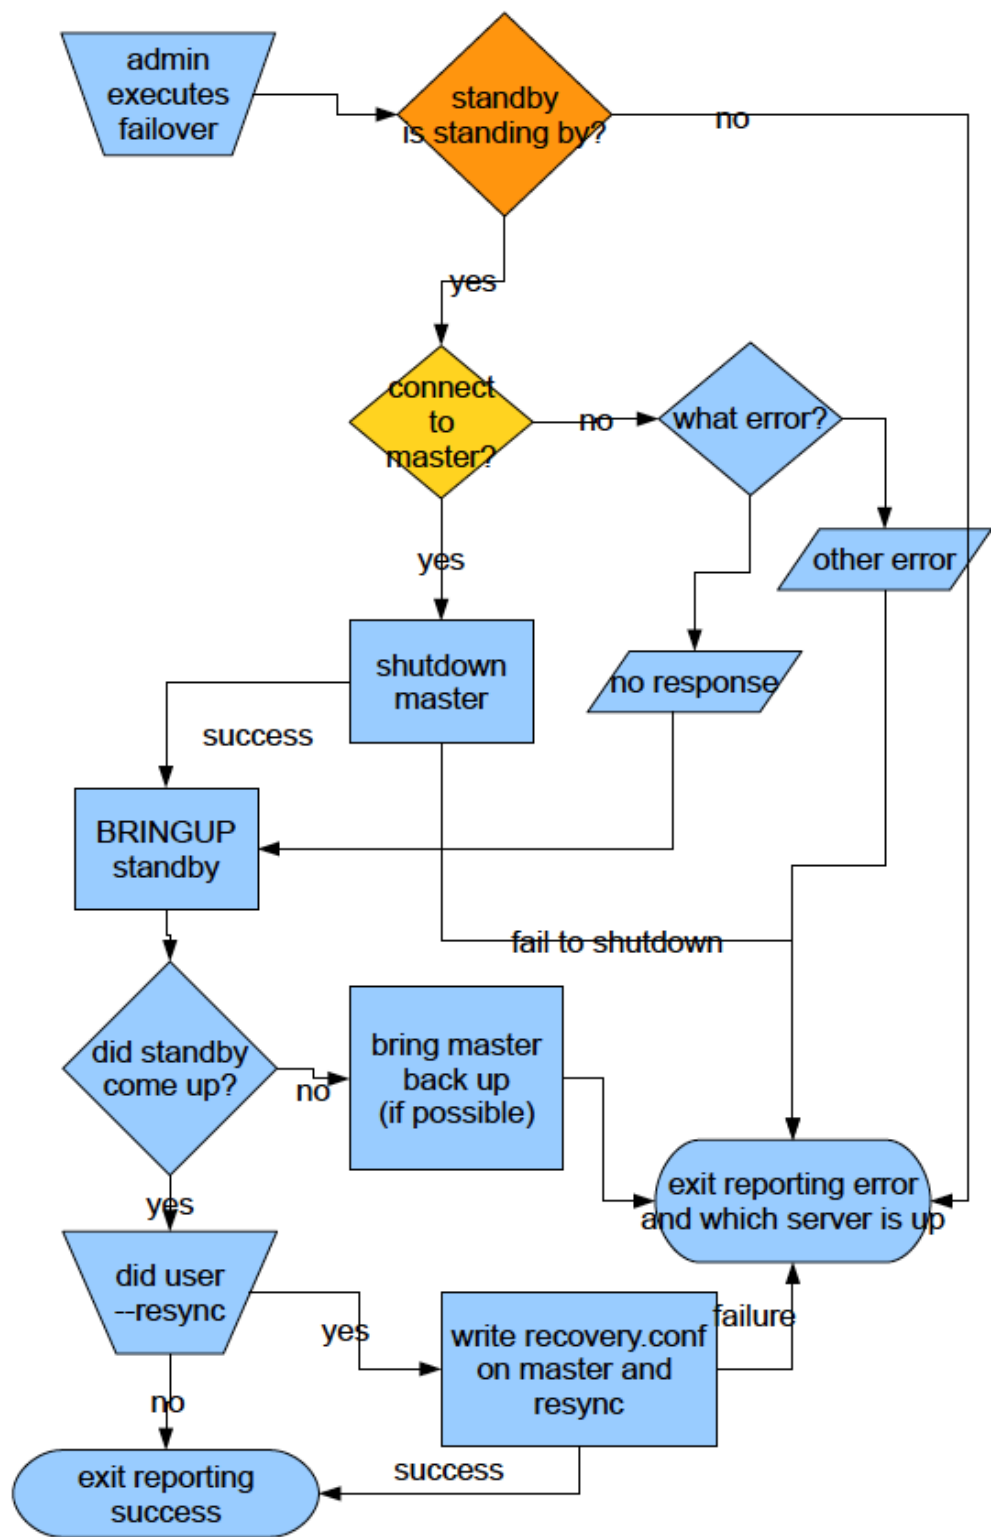 admin
executes
failover
standby
is standing by?
no
yes
connect
to
master?
no
what error?
other error
yes
shutdown
master
no response
success
BRINGUP
standby
fail to shutdown
did standby
come up?
no
bring master
back up
(if possible)
exit reporting error
and which server is up
yes
did user
--resync
yes
write recovery.conf
on master and
resync
failure
no
success
exit reporting
success